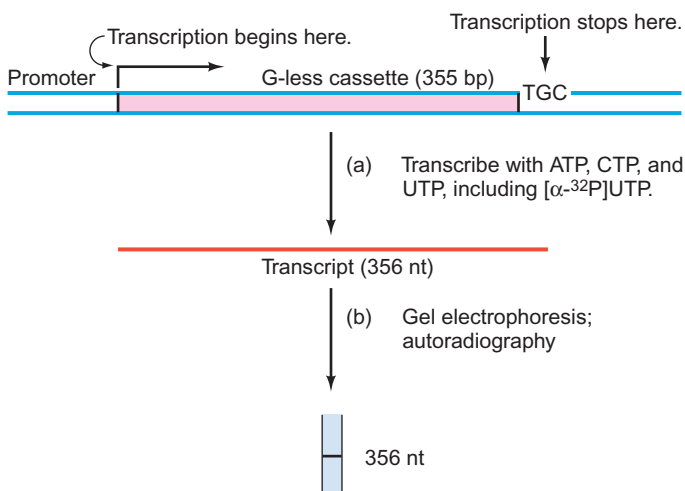 Transcription stops here.
Transcription begins here.
Promoter
G-less cassette (355 bp)
TGC
(a) Transcribe with ATP, CTP, and
UTP, including [α-³²P]UTP.
Transcript (356 nt)
(b) Gel electrophoresis;
autoradiography
356 nt